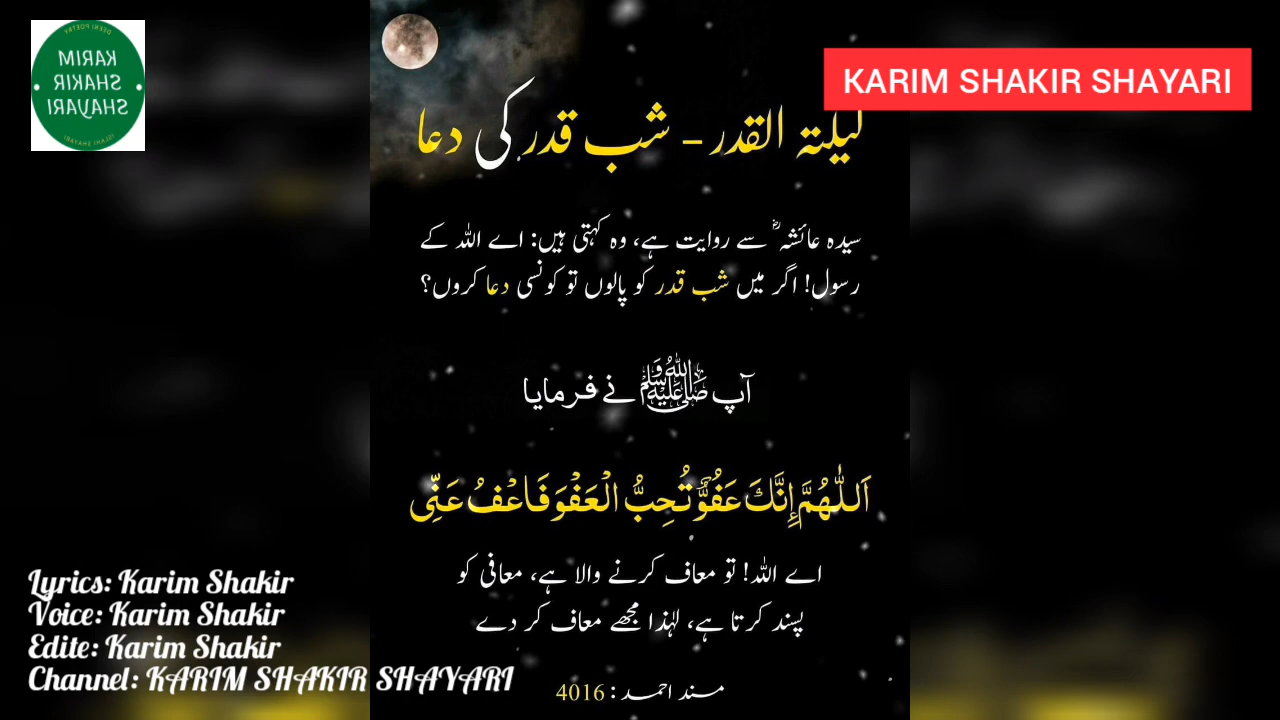 KARIM
SHAKIR
SHAYARI
KARIM SHAKIR SHAYARI
لیلتہ القدر - شب قدر کی دعا
سیدہ عائشہؓ سے روایت ہے، وہ کہتی ہیں: اے اللہ کے
رسول! اگر میں شب قدر کو پالوں تو کونسی دعا کروں؟
آپ ﷺ نے فرمایا
اَللّٰهُمَّ إِنَّكَ عَفُوٌّ تُحِبُّ الْعَفْوَ فَاعْفُ عَنِّي
اے اللہ! تو معاف کرنے والا ہے، معافی کو
پسند کرتا ہے، لہٰذا مجھے معاف کر دے
مسند احمد : 4016
Lyrics: Karim Shakir
Voice: Karim Shakir
Edite: Karim Shakir
Channel: KARIM SHAKIR SHAYARI